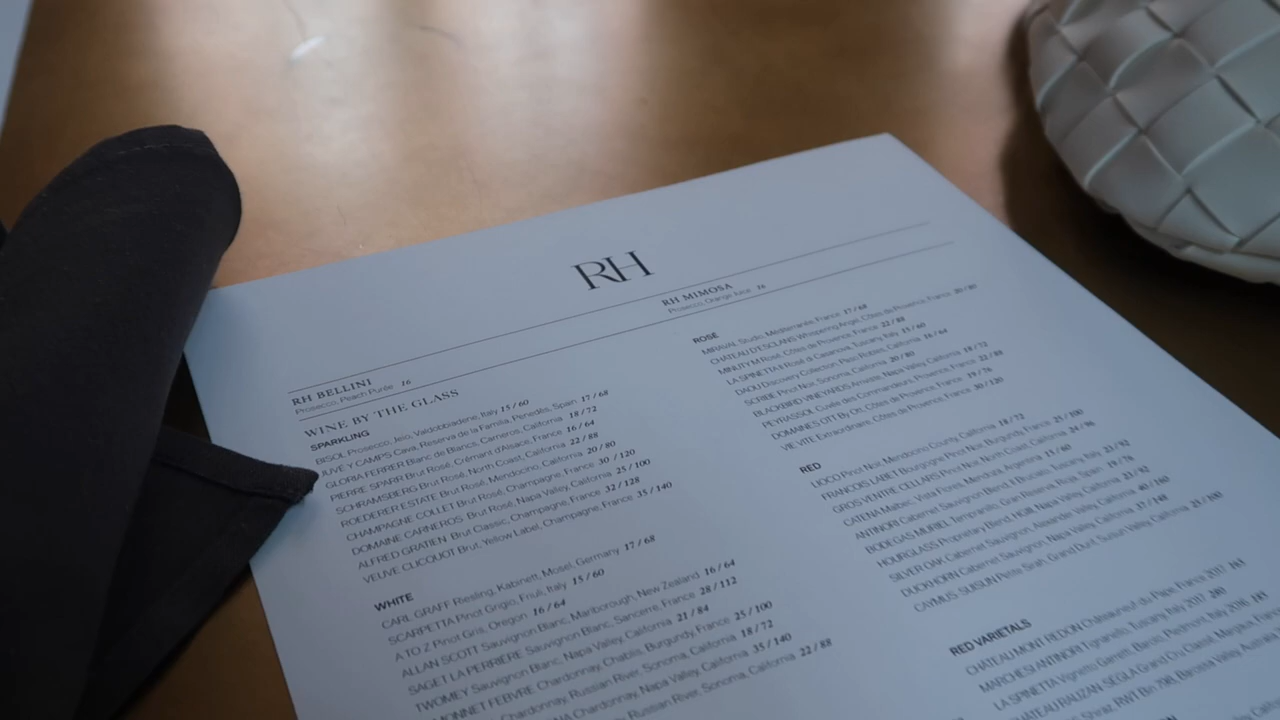 RH
RH BELLINI
Prosecco, Peach Purée 16
RH MIMOSA
Prosecco, Orange Juice 16
WINE BY THE GLASS
SPARKLING
BISOL Prosecco, Jeio, Valdobbiadene, Italy 15 / 60
JUVE Y CAMPS Cava, Reserva de la Familia, Penedès, Spain 17 / 68
GLORIA FERRER Blanc de Blancs, Carneros, California 18 / 72
PIERRE SPARR Brut Rosé, Crémant d'Alsace, France 16 / 64
SCHRAMSBERG Brut Rosé, North Coast, California 22 / 88
ROEDERER ESTATE Brut Rosé, Mendocino, California 20 / 80
CHAMPAGNE COLLET Brut Rosé, Champagne, France 30 / 120
DOMAINE CARNEROS Brut Rosé, Napa Valley, California 25 / 100
ALFRED GRATIEN Brut Classic, Champagne, France 32 / 128
VEUVE CLICQUOT Brut, Yellow Label, Champagne, France 35 / 140
WHITE
CARL GRAFF Riesling, Kabinett, Mosel, Germany 17 / 68
SCARPETTA Pinot Grigio, Friuli, Italy 15 / 60
A TO Z Pinot Gris, Oregon 16 / 64
ALLAN SCOTT Sauvignon Blanc, Marlborough, New Zealand 16 / 64
SAGET LA PERRIERE Sauvignon Blanc, Sancerre, France 28 / 112
TWOMEY Sauvignon Blanc, Napa Valley, California 21 / 84
MONNET FEBVRE Chardonnay, Chablis, Burgundy, France 25 / 100
Chardonnay, Russian River, Sonoma, California 18 / 72
Chardonnay, Napa Valley, California 35 / 140
Russian River, Sonoma, California 22 / 88
ROSÉ
MIRAVAL Studio, Méditerranée, France 17 / 68
CHÂTEAU D'ESCLANS Whispering Angel, Côtes de Provence, France 20 / 80
MINUTY M Rosé, Côtes de Provence, France 22 / 88
LA SPINETTA Il Rosé di Casanova, Tuscany, Italy 15 / 60
DAOU Discovery Collection, Paso Robles, California 16 / 64
SCRIBE Pinot Noir, Sonoma, California 20 / 80
BLACKBIRD VINEYARDS Arriviste, Napa Valley, California 18 / 72
PEYRASSOL Cuvée des Commandeurs, Provence, France 22 / 88
DOMAINES OTT By.Ott, Côtes de Provence, France 19 / 76
VIE VITE Extraordinaire, Côtes de Provence, France 30 / 120
RED
LIOCO Pinot Noir, Mendocino County, California 18 / 72
FRANCOIS LABET Bourgogne Pinot Noir, Burgundy, France 25 / 100
GROS VENTRE CELLARS Pinot Noir, North Coast, California 24 / 96
CATENA Malbec, Vista Flores, Mendoza, Argentina 15 / 60
ANTINORI Cabernet Sauvignon Blend, Il Bruciato, Tuscany, Italy 23 / 92
BODEGAS MURIEL Tempranillo, Gran Reserva, Rioja, Spain 19 / 76
HOURGLASS Proprietary Blend, HGIII, Napa Valley, California 23 / 92
SILVER OAK Cabernet Sauvignon, Alexander Valley, California 40 / 160
DUCKHORN Cabernet Sauvignon, Napa Valley, California 37 / 148
CAYMUS-SUISUN Petite Sirah, Grand Durif, Suisun Valley, California 25 / 100
RED VARIETALS
CHÂTEAU MONT-REDON Châteauneuf-du-Pape, France 2017
MARCHESI ANTINORI Tignanello, Tuscany, Italy 2017
LA SPINETTA Vigneto Garretti, Barolo, Piedmont, Italy 2016
CHÂTEAU RAUZAN-SÉGLA Grand Cru Classé, Margaux,
Shiraz, RWT Bin 798, Barossa Valley,